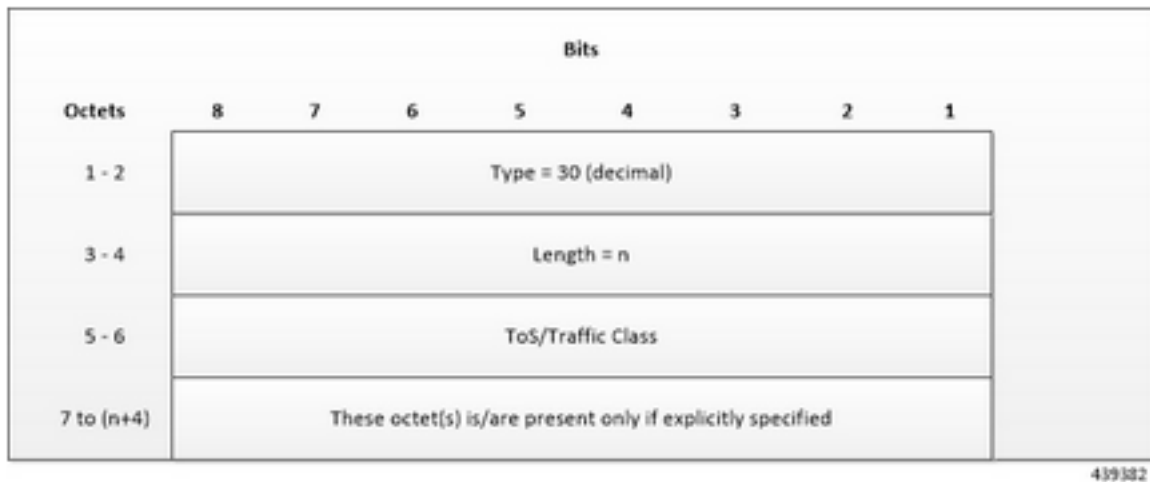 Bits
Octets 8 7 6 5 4 3 2 1
1 - 2 Type = 30 (decimal)
3 - 4 Length = n
5 - 6 ToS/Traffic Class
7 to (n+4) These octet(s) is/are present only if explicitly specified
439382